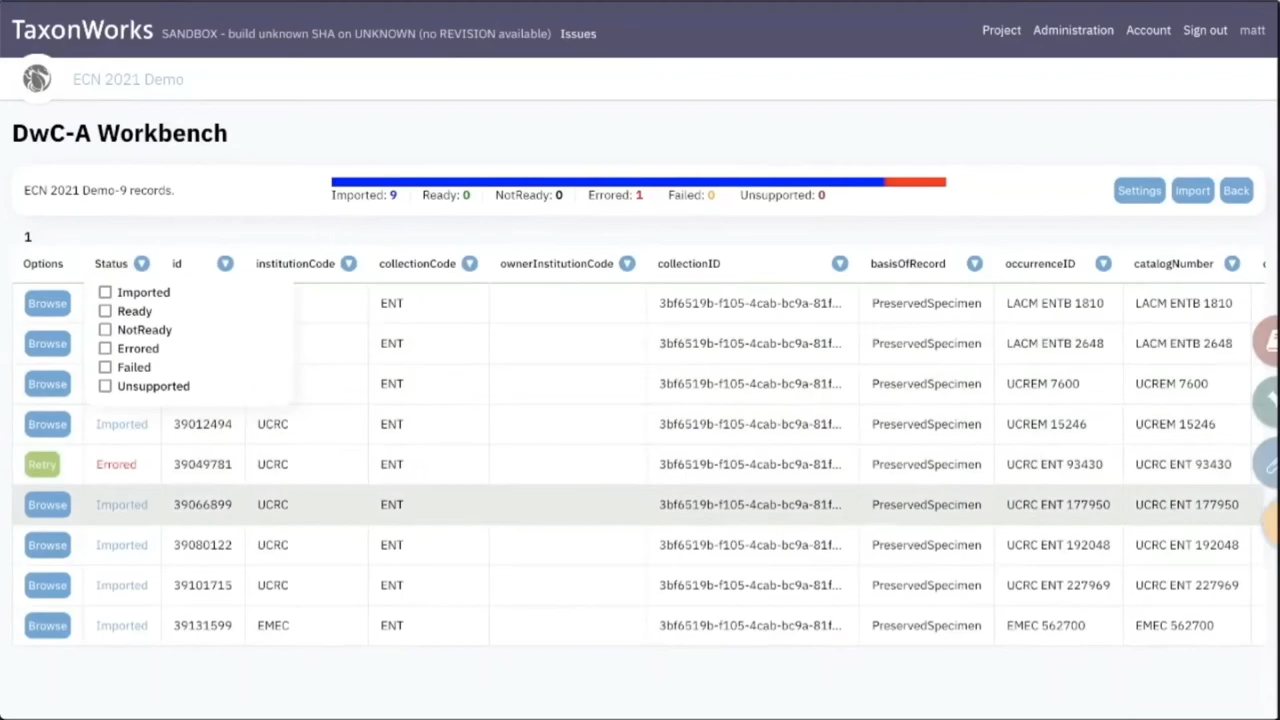 TaxonWorks SANDBOX - build unknown SHA on UNKNOWN (no REVISION available) Issues Project Administration Account Sign out matt
ECN 2021 Demo
DwC-A Workbench
ECN 2021 Demo-9 records. Imported: 9 Ready: 0 NotReady: 0 Errored: 1 Failed: 0 Unsupported: 0 Settings Import Back
1
Options Status id institutionCode collectionCode ownerInstitutionCode collectionID basisOfRecord occurrenceID catalogNumber
Imported
Ready
NotReady
Errored
Failed
Unsupported
Browse ENT 3bf6519b-f105-4cab-bc9a-81f... PreservedSpecimen LACM ENTB 1810 LACM ENTB 1810
Browse ENT 3bf6519b-f105-4cab-bc9a-81f... PreservedSpecimen LACM ENTB 2648 LACM ENTB 2648
Browse ENT 3bf6519b-f105-4cab-bc9a-81f... PreservedSpecimen UCREM 7600 UCREM 7600
Browse Imported 39012494 UCRC ENT 3bf6519b-f105-4cab-bc9a-81f... PreservedSpecimen UCREM 15246 UCREM 15246
Retry Errored 39049781 UCRC ENT 3bf6519b-f105-4cab-bc9a-81f... PreservedSpecimen UCRC ENT 93430 UCRC ENT 93430
Browse Imported 39066899 UCRC ENT 3bf6519b-f105-4cab-bc9a-81f... PreservedSpecimen UCRC ENT 177950 UCRC ENT 177950
Browse Imported 39080122 UCRC ENT 3bf6519b-f105-4cab-bc9a-81f... PreservedSpecimen UCRC ENT 192048 UCRC ENT 192048
Browse Imported 39101715 UCRC ENT 3bf6519b-f105-4cab-bc9a-81f... PreservedSpecimen UCRC ENT 227969 UCRC ENT 227969
Browse Imported 39131599 EMEC ENT 3bf6519b-f105-4cab-bc9a-81f... PreservedSpecimen EMEC 562700 EMEC 562700